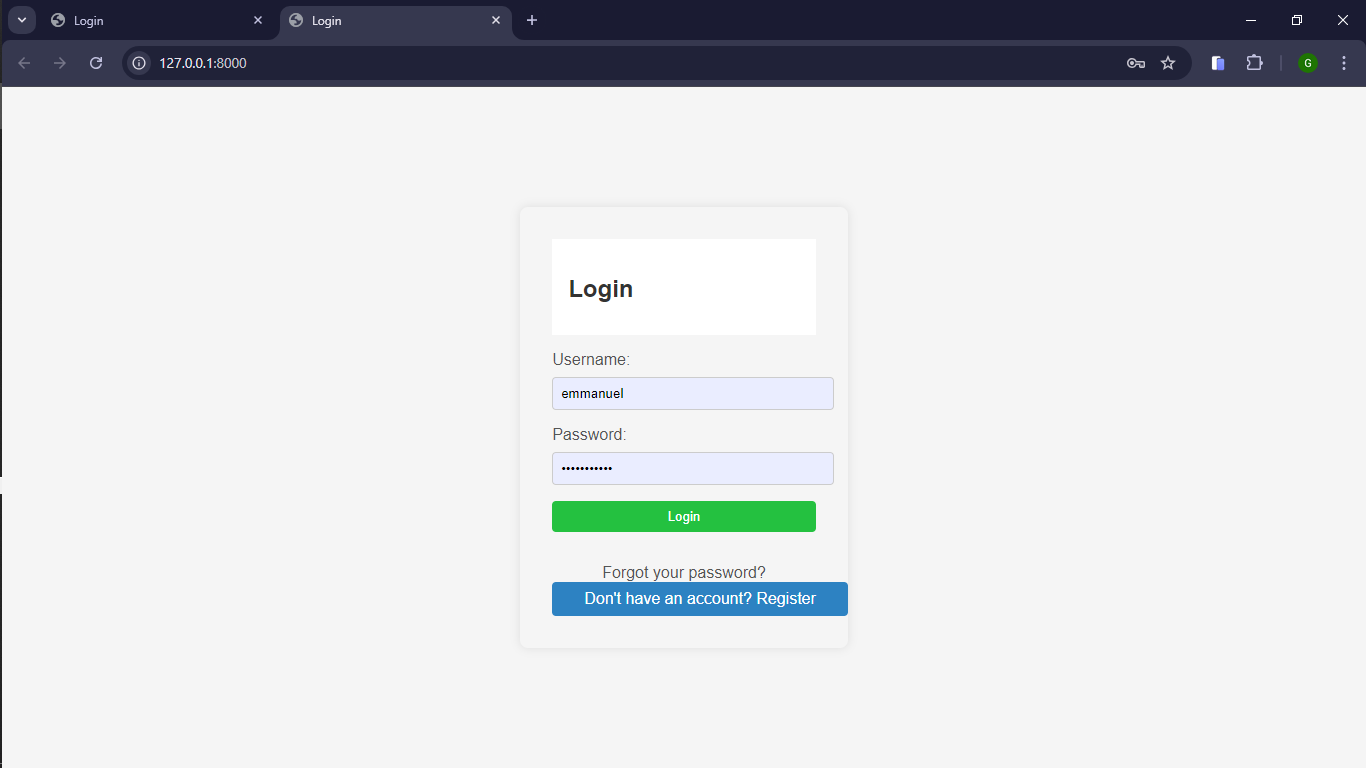 Login
Login
127.0.0.1:8000
G
Login
Username:
emmanuel
Password:
•••••••••••
Login
Forgot your password?
Don't have an account? Register